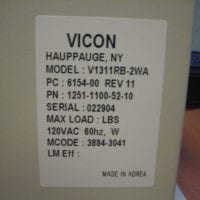 VICON
HAUPPAUGE, NY
MODEL : V1311RB-2WA
PC : 6154-00 REV 11
PN : 1251-1100-52-10
SERIAL : 022904
MAX LOAD : LBS
120VAC 60hz, W
MCODE : 3884-3041
LM Eff :
MADE IN KOREA